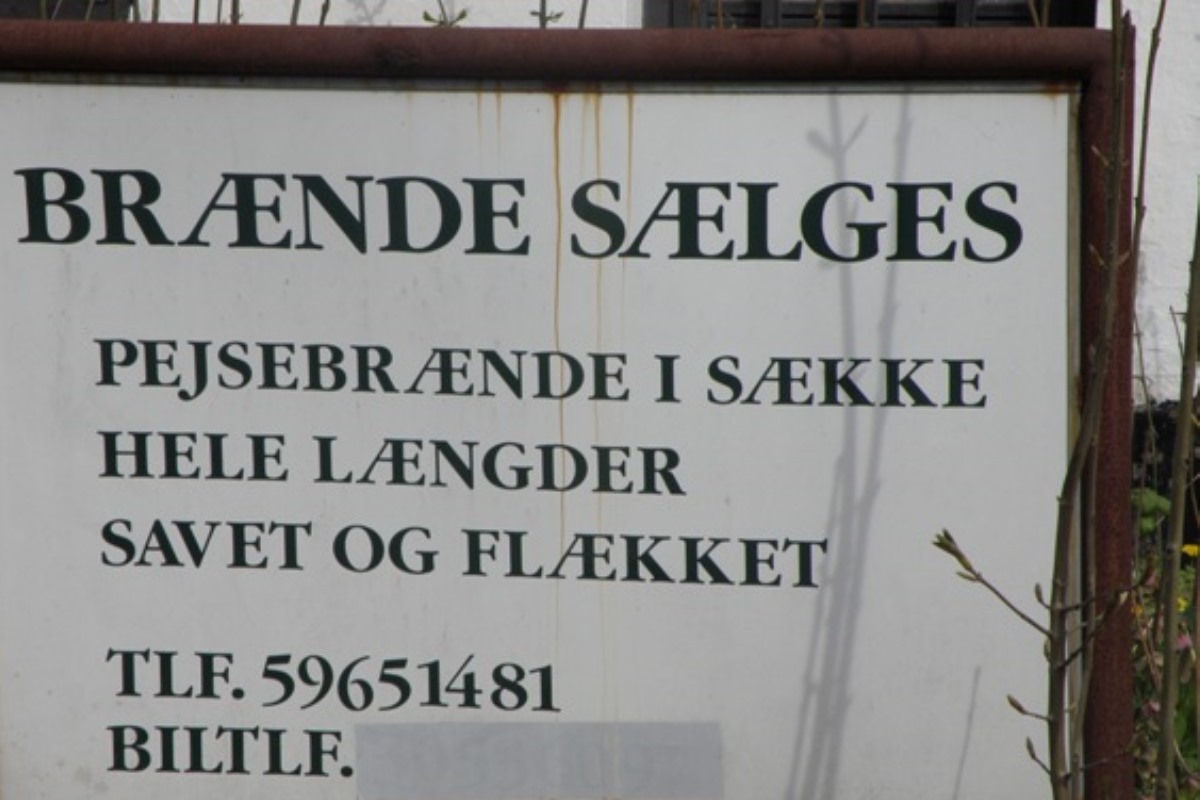 BRÆNDE SÆLGES
PEJSEBRÆNDE I SÆKKE
HELE LÆNGDER
SAVET OG FLÆKKET
TLF. 59651481
BILTLF.